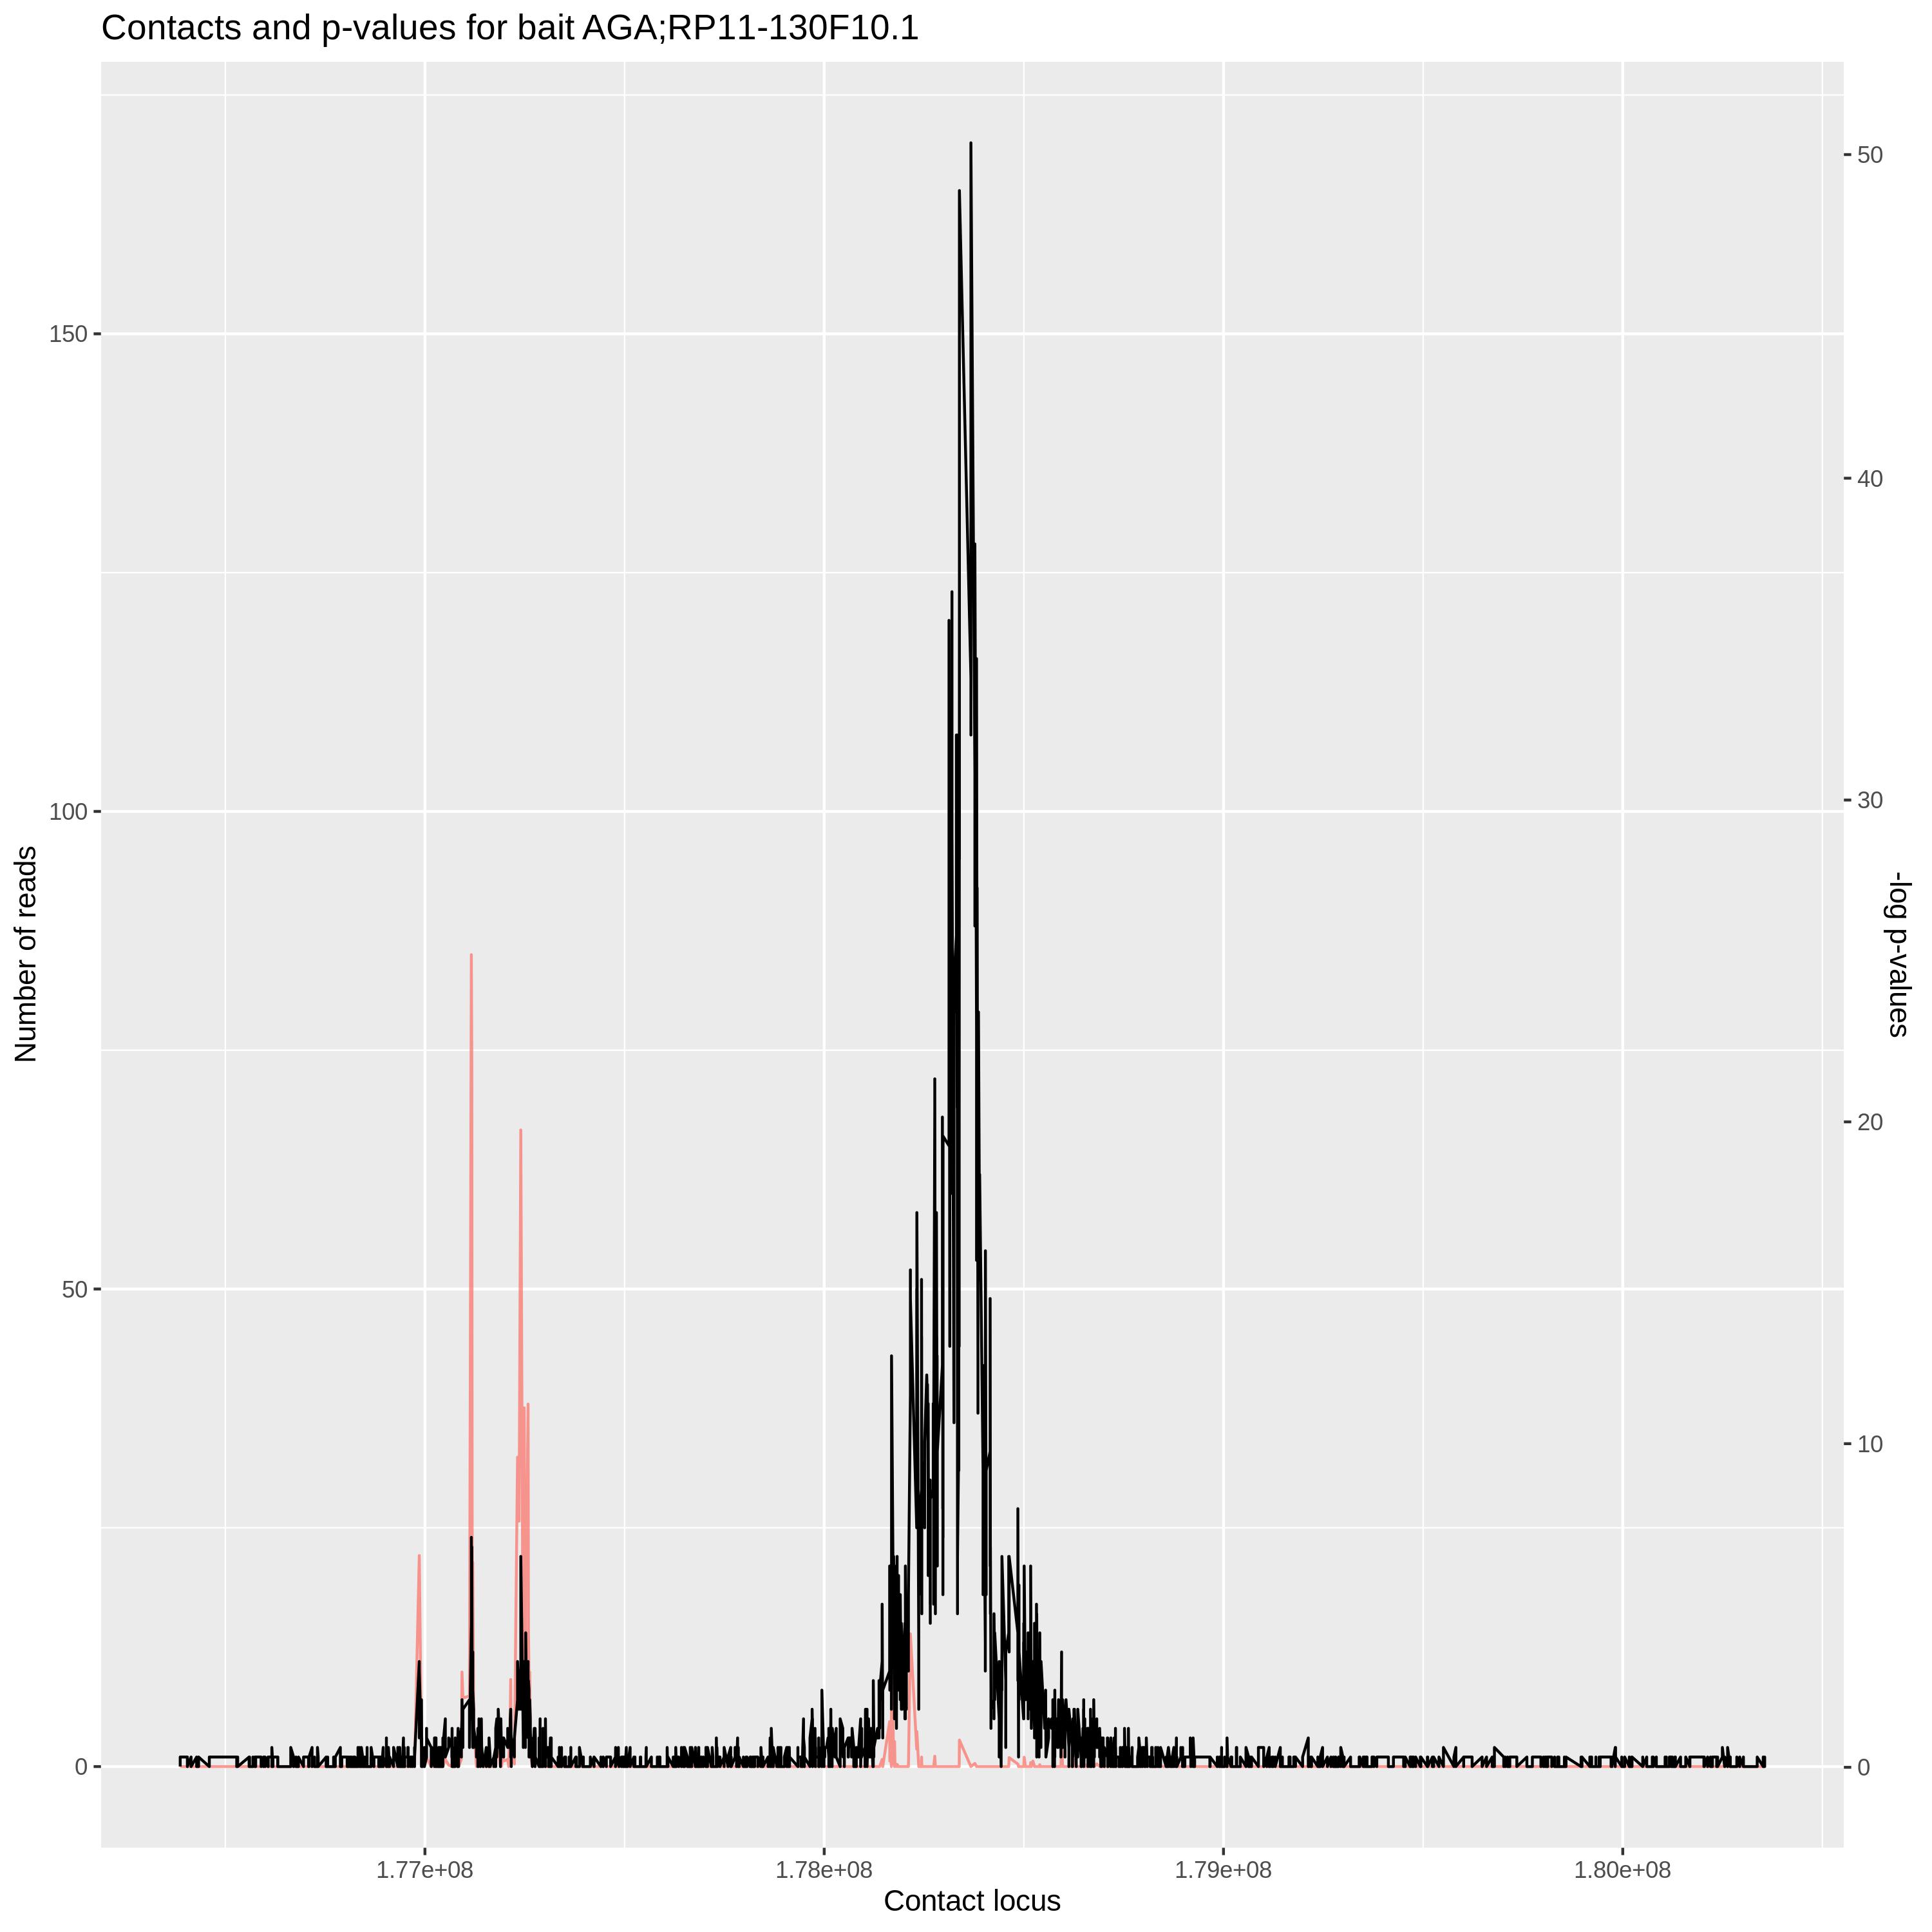 Contacts and p-values for bait AGA;RP11-130F10.1
Number of reads
150
100
50
0
50
40
30
20
10
0
-log p-values
1.77e+08
1.78e+08
1.79e+08
1.80e+08
Contact locus